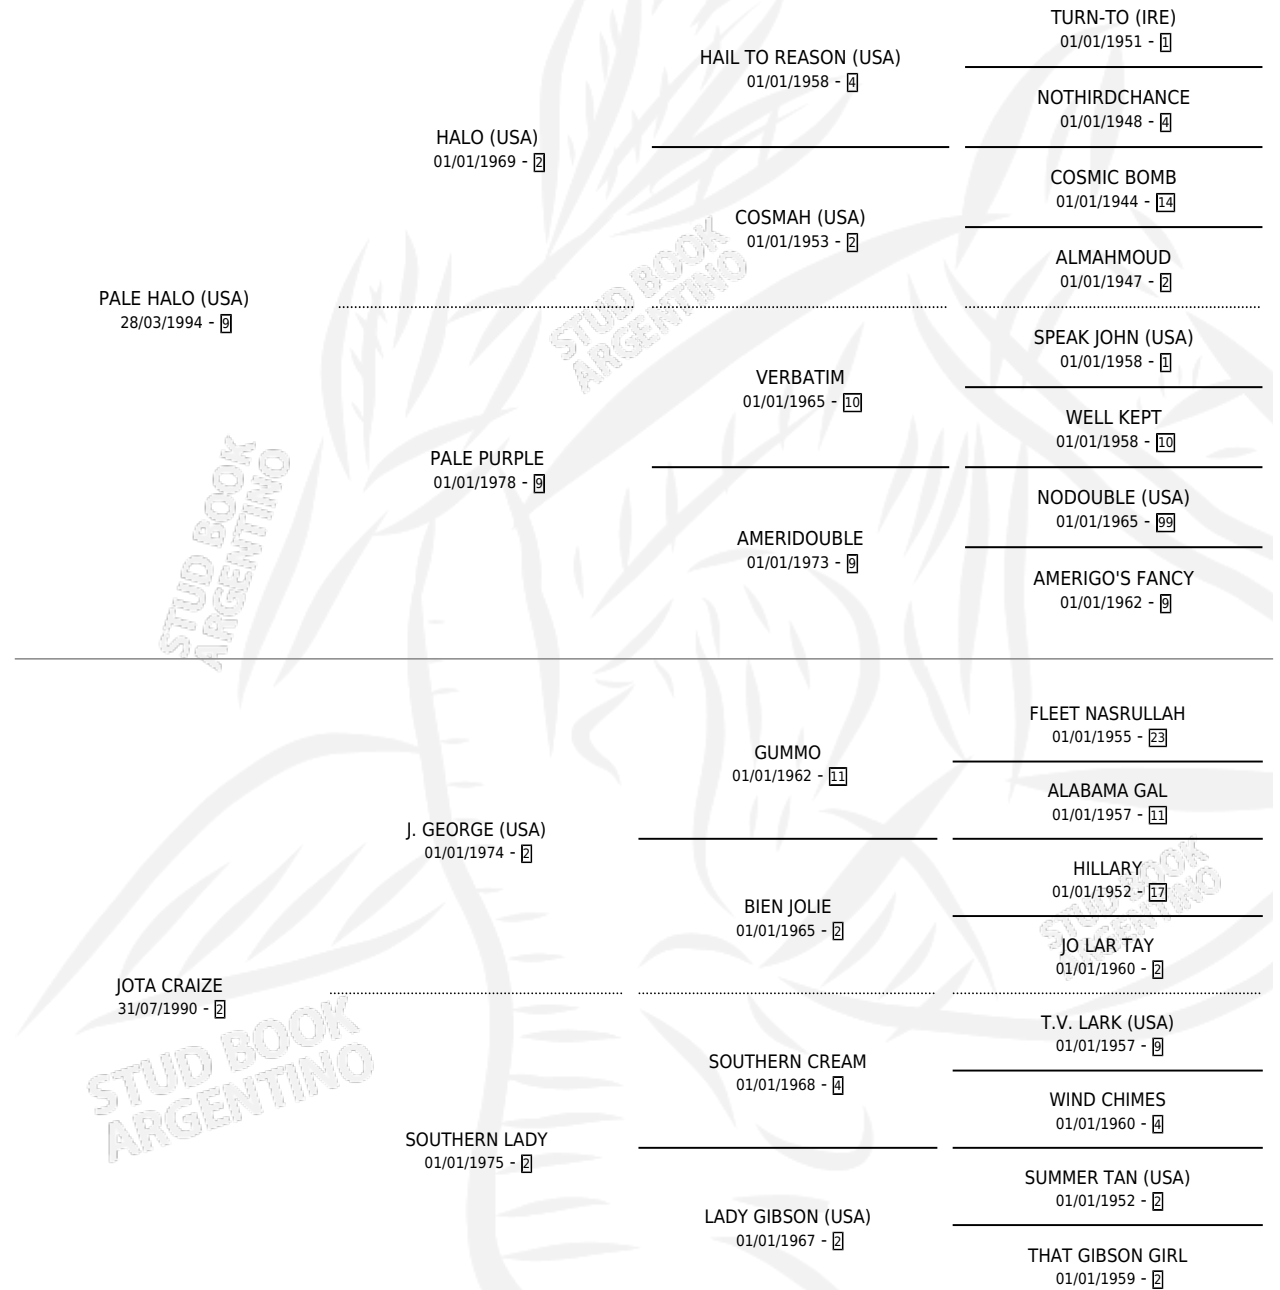 TURN-TO (IRE)
01/01/1951 - 1
HAIL TO REASON (USA)
01/01/1958 - 4
NOTHIRDCHANCE
01/01/1948 - 4
HALO (USA)
01/01/1969 - 2
COSMIC BOMB
01/01/1944 - 14
COSMAH (USA)
01/01/1953 - 2
ALMAHMOUD
01/01/1947 - 2
PALE HALO (USA)
28/03/1994 - 9
SPEAK JOHN (USA)
01/01/1958 - 1
VERBATIM
01/01/1965 - 10
WELL KEPT
01/01/1958 - 10
PALE PURPLE
01/01/1978 - 9
NODOUBLE (USA)
01/01/1965 - 99
AMERIDOUBLE
01/01/1973 - 9
AMERIGO'S FANCY
01/01/1962 - 9
FLEET NASRULLAH
01/01/1955 - 23
GUMMO
01/01/1962 - 11
ALABAMA GAL
01/01/1957 - 11
J. GEORGE (USA)
01/01/1974 - 2
HILLARY
01/01/1952 - 17
BIEN JOLIE
01/01/1965 - 2
JO LAR TAY
01/01/1960 - 2
JOTA CRAIZE
31/07/1990 - 2
T.V. LARK (USA)
01/01/1957 - 9
SOUTHERN CREAM
01/01/1968 - 4
WIND CHIMES
01/01/1960 - 4
SOUTHERN LADY
01/01/1975 - 2
SUMMER TAN (USA)
01/01/1952 - 2
LADY GIBSON (USA)
01/01/1967 - 2
THAT GIBSON GIRL
01/01/1959 - 2
STUD BOOK
ARGENTINO
STUD BOOK
ARGENTINO
STUD BOOK
ARGENTINO
STUD BOOK
ARGENTINO